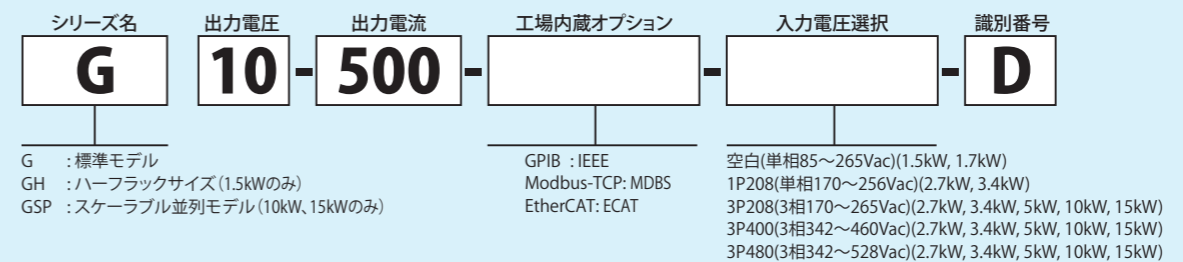 シリーズ名 出力電圧 出力電流 工場内蔵オプション 入力電圧選択 識別番号
G 10-500- - -D
G :標準モデル
GH :ハーフラックサイズ(1.5kWのみ)
GSP :スケーラブル並列モデル(10kW、15kWのみ)
GPIB :IEEE
Modbus-TCP: MDBS
EtherCAT: ECAT
空白(単相85～265Vac)(1.5kW, 1.7kW)
1P208(単相170～256Vac)(2.7kW, 3.4kW)
3P208(3相170～265Vac)(2.7kW, 3.4kW, 5kW, 10kW, 15kW)
3P400(3相342～460Vac)(2.7kW, 3.4kW, 5kW, 10kW, 15kW)
3P480(3相342～528Vac)(2.7kW, 3.4kW, 5kW, 10kW, 15kW)